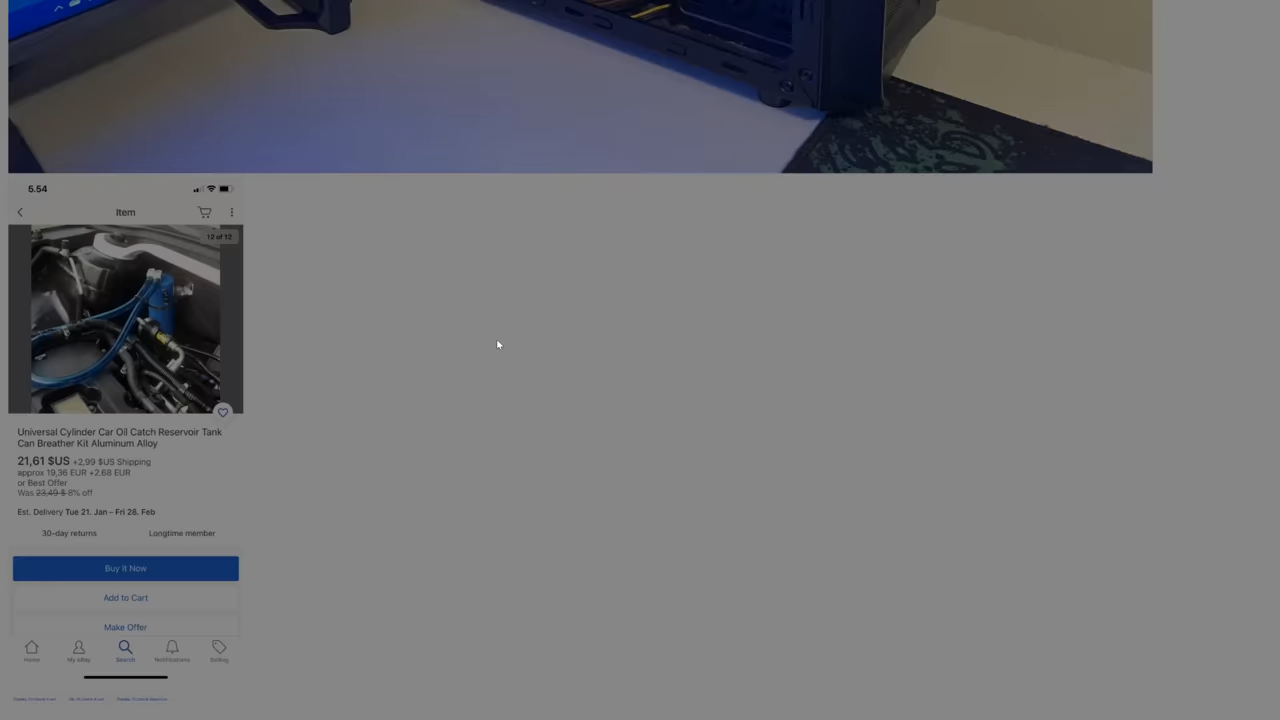 5.54
Item
12 of 12
Universal Cylinder Car Oil Catch Reservoir Tank
Can Breather Kit Aluminum Alloy
21,61 $US +2,99 $US Shipping
approx 19,36 EUR +2.68 EUR
or Best Offer
Was 23,49 $ 8% off
Est. Delivery Tue 21. Jan – Fri 28. Feb
30-day returns Longtime member
Buy It Now
Add to Cart
Make Offer
Home My eBay Search Notifications Selling